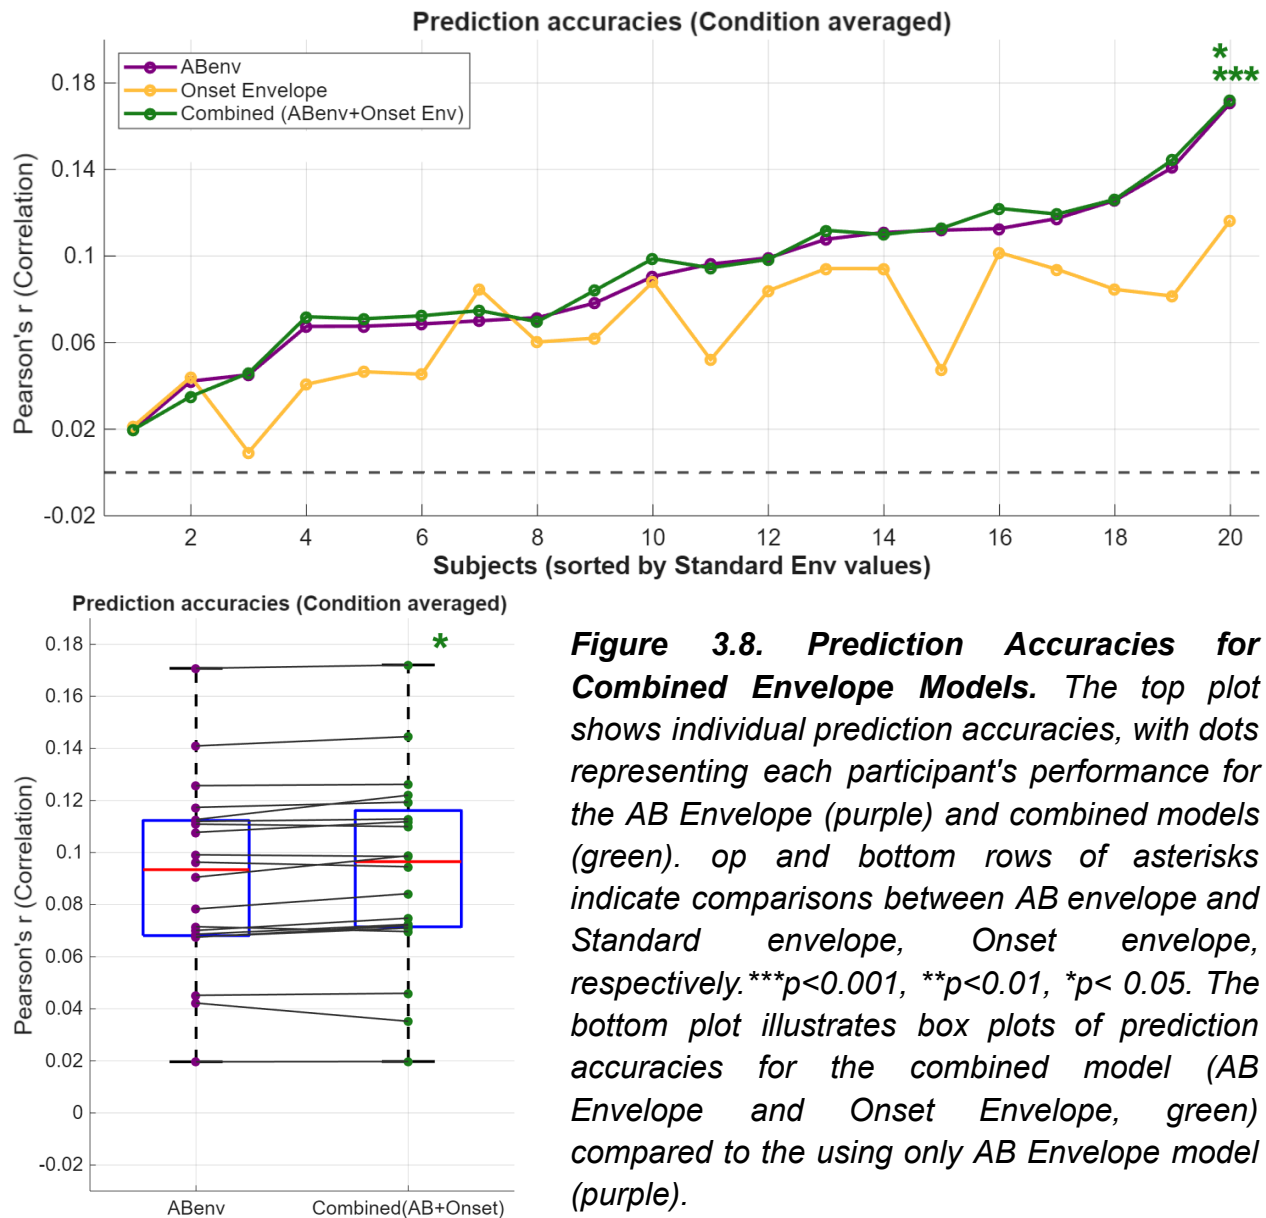 Prediction accuracies (Condition averaged)
*
***
ABenv
Onset Envelope
Combined (ABenv+Onset Env)
0.18
0.14
0.1
0.06
0.02
-0.02
Pearson's r (Correlation)
2 4 6 8 10 12 14 16 18 20
Subjects (sorted by Standard Env values)
Prediction accuracies (Condition averaged)
*
0.18
0.16
0.14
0.12
0.1
0.08
0.06
0.04
0.02
0
-0.02
Pearson's r (Correlation)
ABenv Combined(AB+Onset)
Figure 3.8. Prediction Accuracies for
Combined Envelope Models. The top plot
shows individual prediction accuracies, with dots
representing each participant's performance for
the AB Envelope (purple) and combined models
(green). op and bottom rows of asterisks
indicate comparisons between AB envelope and
Standard envelope, Onset envelope,
respectively.***p<0.001, **p<0.01, *p< 0.05. The
bottom plot illustrates box plots of prediction
accuracies for the combined model (AB
Envelope and Onset Envelope, green)
compared to the using only AB Envelope model
(purple).